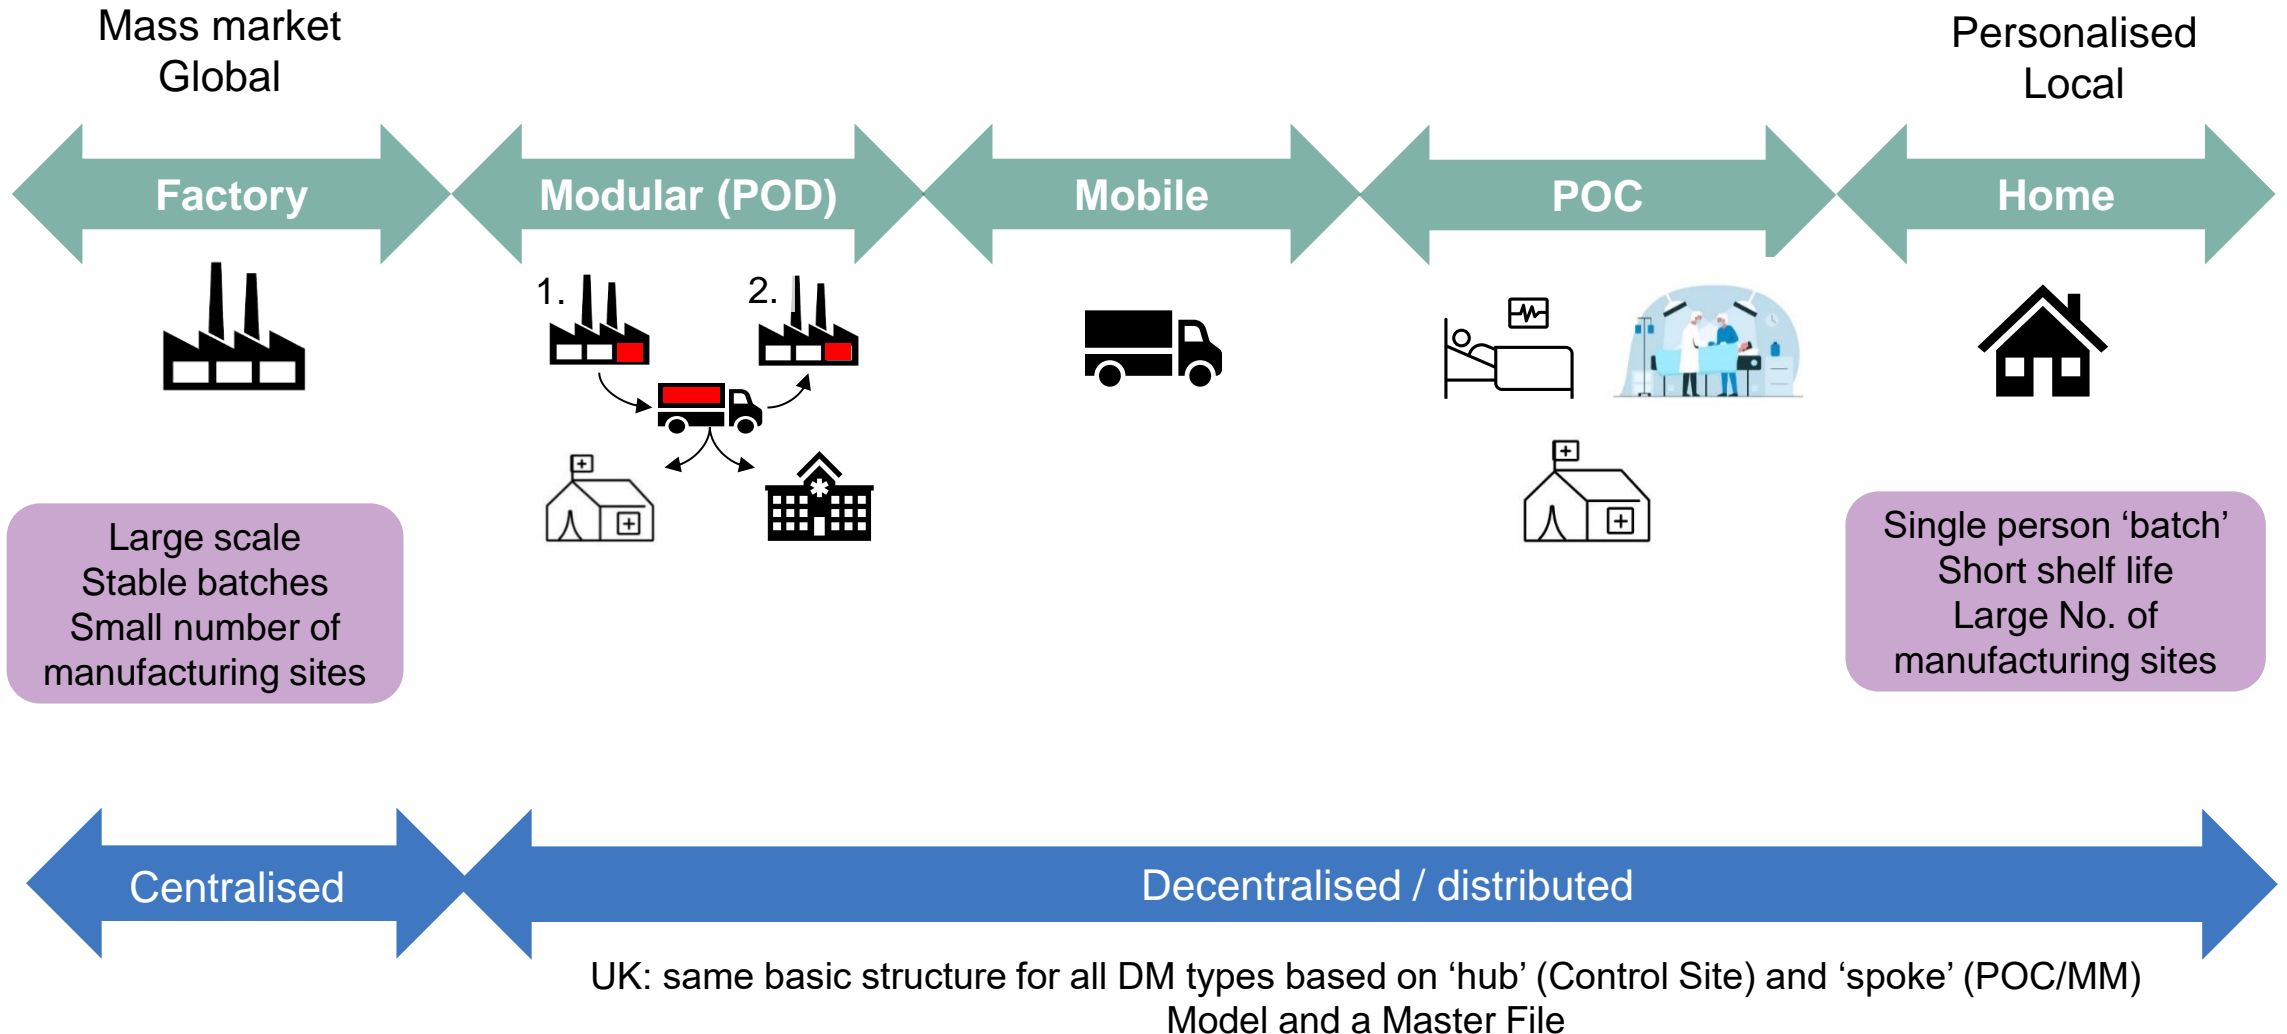 Mass market
Global
Personalised
Local
Factory
Modular (POD)
Mobile
POC
Home
1.
2.
Large scale
Stable batches
Small number of
manufacturing sites
Single person ‘batch’
Short shelf life
Large No. of
manufacturing sites
Centralised
Decentralised / distributed
UK: same basic structure for all DM types based on ‘hub’ (Control Site) and ‘spoke’ (POC/MM)
Model and a Master File